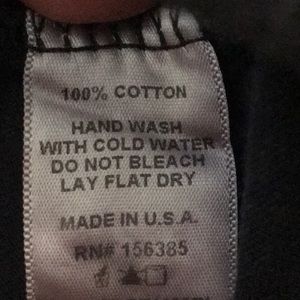 100% COTTON
HAND WASH
WITH COLD WATER
DO NOT BLEACH
LAY FLAT DRY
MADE IN U.S.A.
RN# 156385